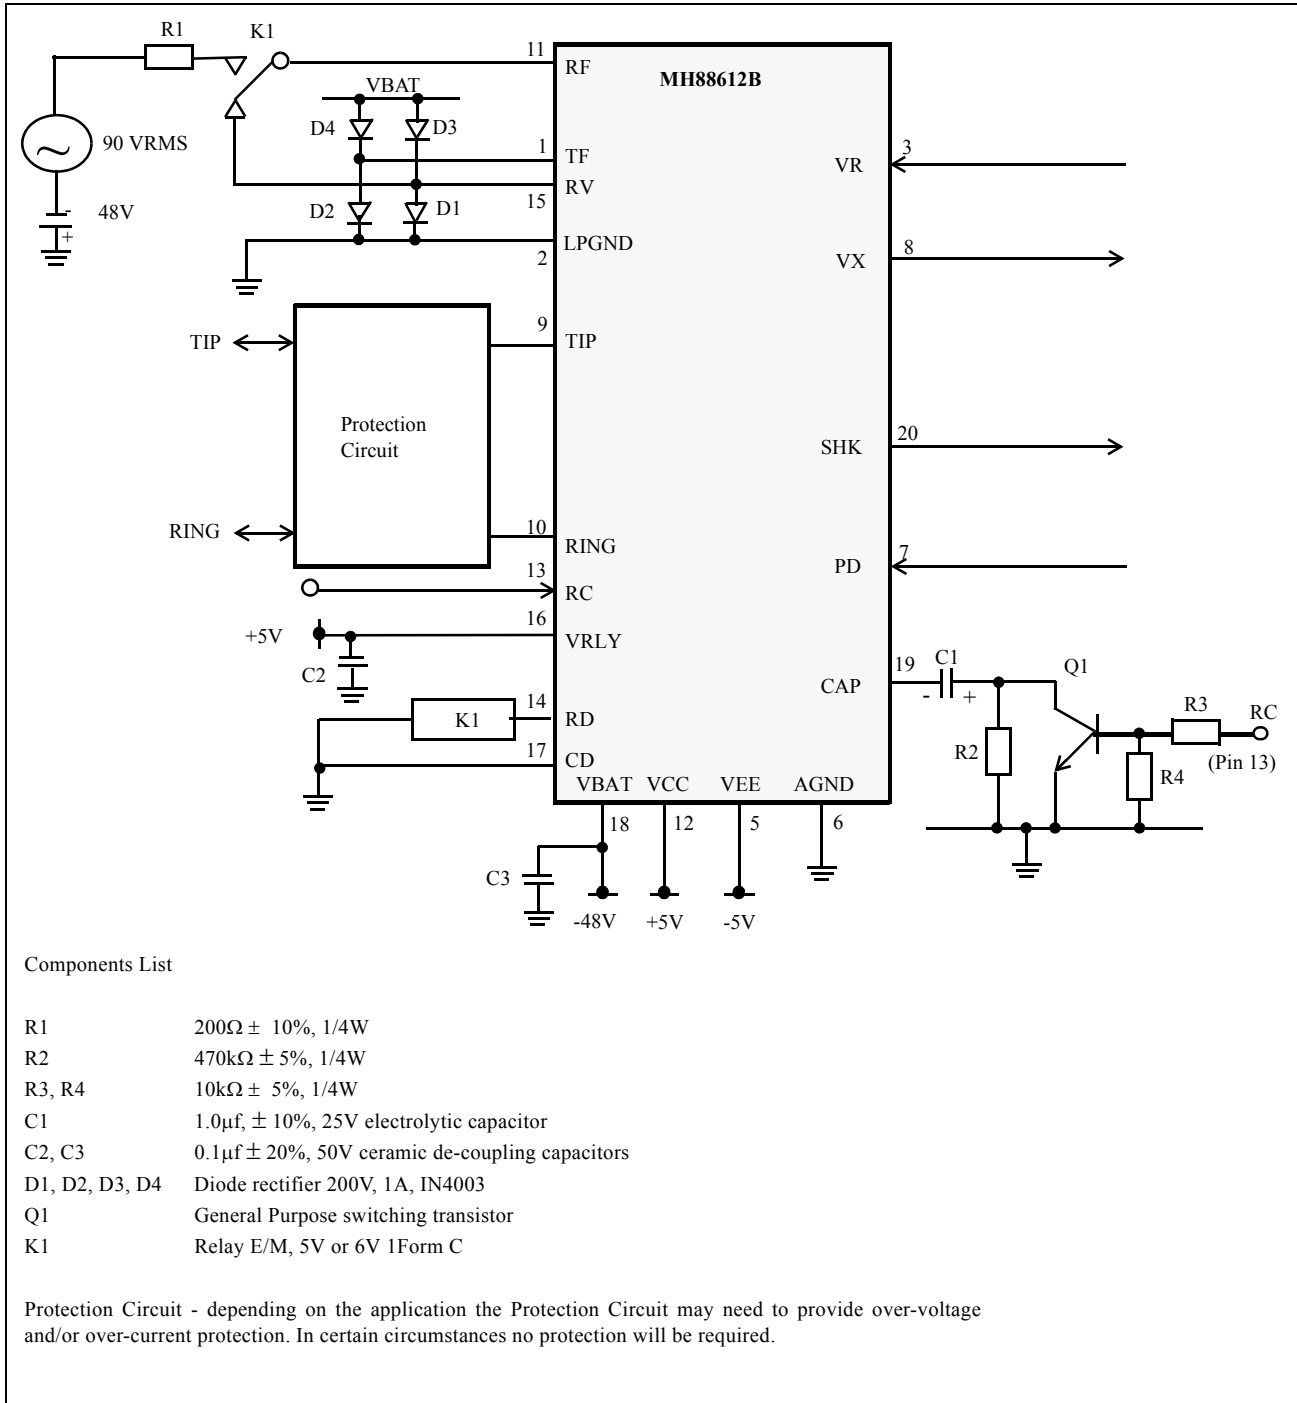 R1
K1
11
RF
MH88612B
VBAT
D4
D3
90 VRMS
1
TF
3
VR
RV
15
48V
-
+
D2
D1
LPGND
2
8
VX
TIP
9
TIP
Protection
Circuit
20
SHK
RING
10
RING
7
PD
13
RC
+5V
16
VRLY
C2
19
C1
Q1
CAP
-
+
R3
RC
14
K1
RD
17
CD
R2
R4
(Pin 13)
VBAT
VCC
VEE
AGND
18
12
5
6
C3
-48V
+5V
-5V
Components List
R1 200Ω ± 10%, 1/4W
R2 470kΩ ± 5%, 1/4W
R3, R4 10kΩ ± 5%, 1/4W
C1 1.0µf, ± 10%, 25V electrolytic capacitor
C2, C3 0.1µf ± 20%, 50V ceramic de-coupling capacitors
D1, D2, D3, D4 Diode rectifier 200V, 1A, IN4003
Q1 General Purpose switching transistor
K1 Relay E/M, 5V or 6V 1Form C
Protection Circuit - depending on the application the Protection Circuit may need to provide over-voltage
and/or over-current protection. In certain circumstances no protection will be required.